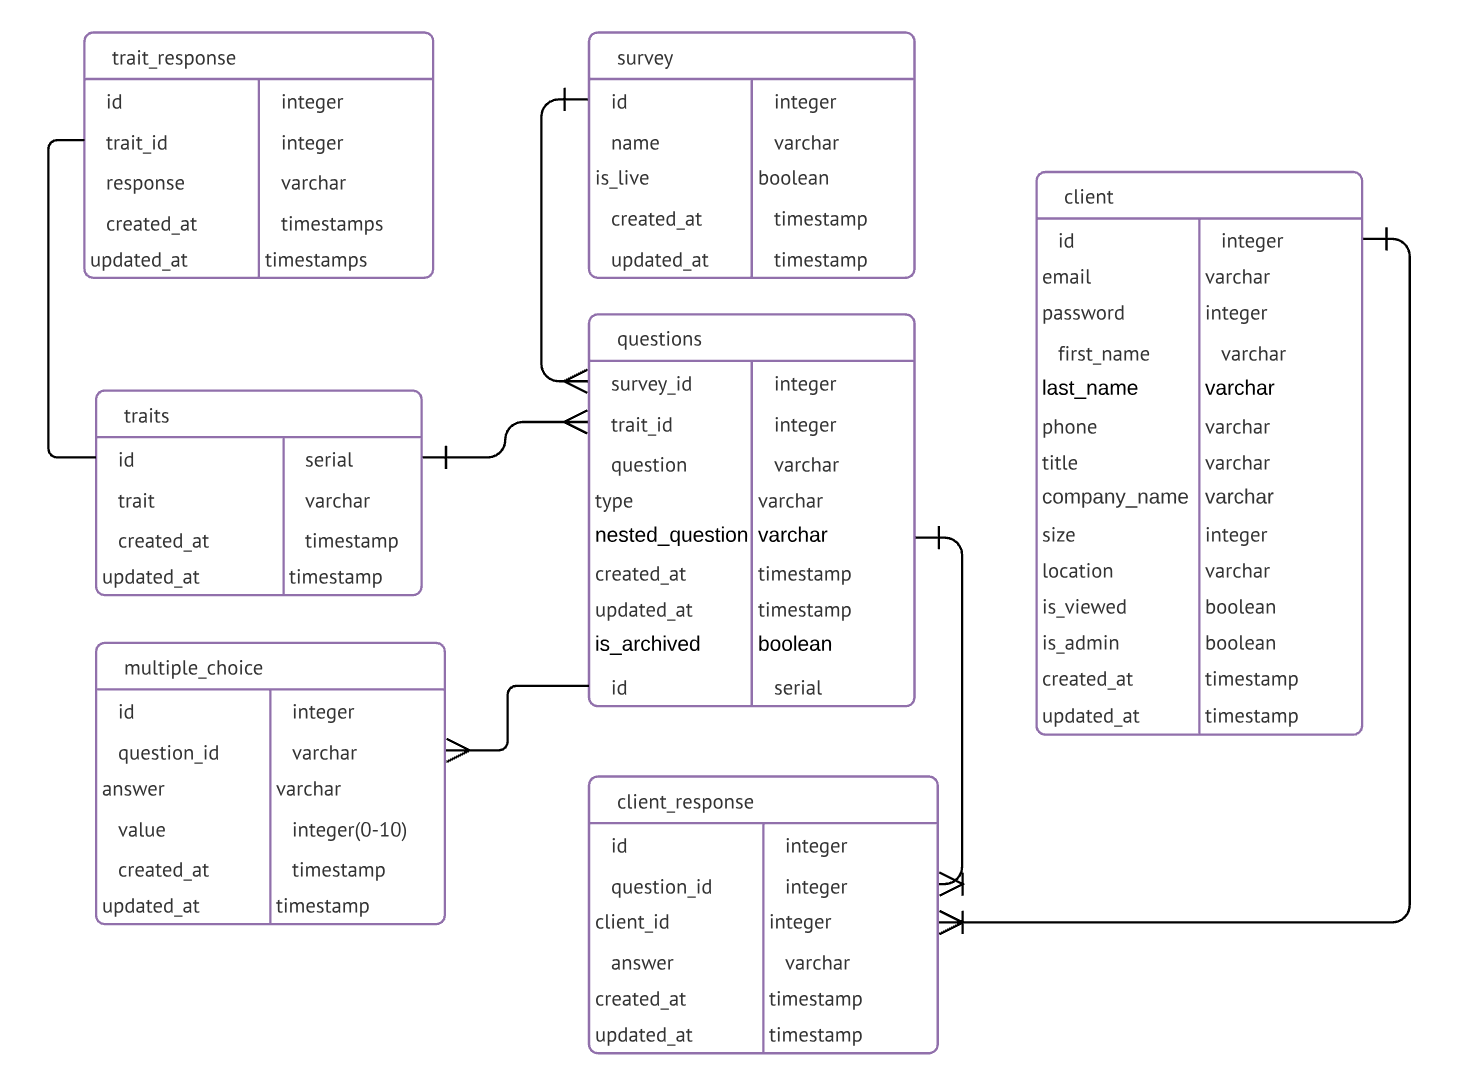 trait_response
id integer
trait_id integer
response varchar
created_at timestamps
updated_at timestamps
survey
id integer
name varchar
is_live boolean
created_at timestamp
updated_at timestamp
client
id integer
email varchar
password integer
first_name varchar
last_name varchar
phone varchar
title varchar
company_name varchar
size integer
location varchar
is_viewed boolean
is_admin boolean
created_at timestamp
updated_at timestamp
questions
survey_id integer
trait_id integer
question varchar
type varchar
nested_question varchar
created_at timestamp
updated_at timestamp
is_archived boolean
id serial
traits
id serial
trait varchar
created_at timestamp
updated_at timestamp
multiple_choice
id integer
question_id varchar
answer varchar
value integer(0-10)
created_at timestamp
updated_at timestamp
client_response
id integer
question_id integer
client_id integer
answer varchar
created_at timestamp
updated_at timestamp